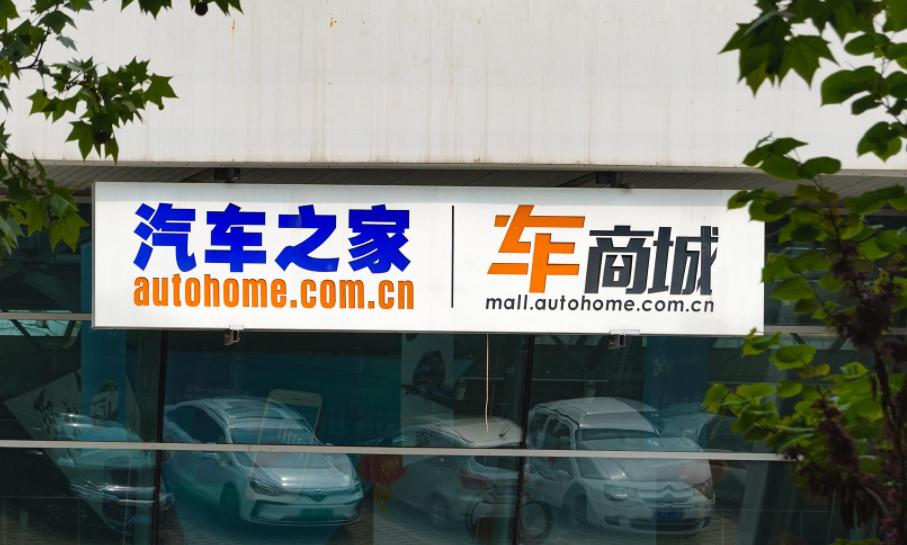 汽车之家
autohome.com.cn
车商城
mall.autohome.com.cn